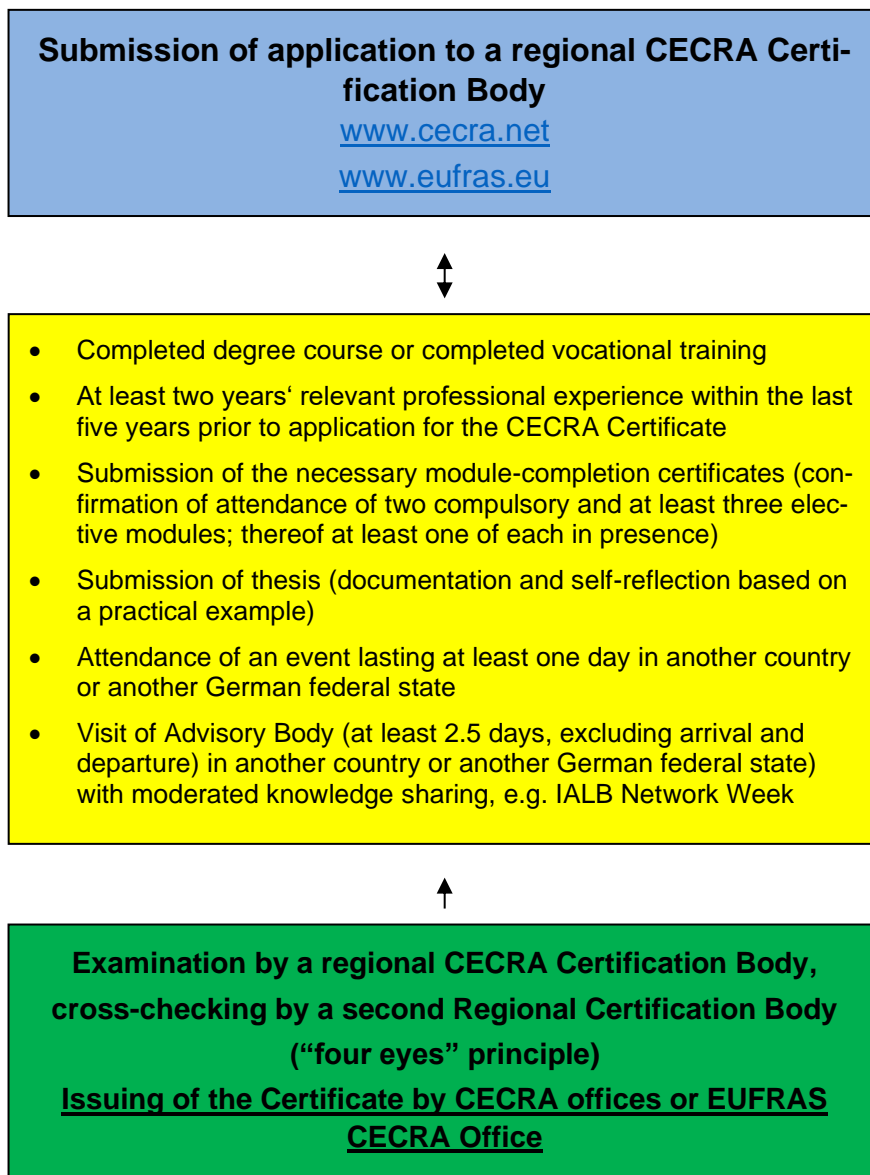 Submission of application to a regional CECRA Certi-
fication Body
www.cecra.net
www.eufras.eu
• Completed degree course or completed vocational training
• At least two years‘ relevant professional experience within the last
five years prior to application for the CECRA Certificate
• Submission of the necessary module-completion certificates (con-
firmation of attendance of two compulsory and at least three elec-
tive modules; thereof at least one of each in presence)
• Submission of thesis (documentation and self-reflection based on
a practical example)
• Attendance of an event lasting at least one day in another country
or another German federal state
• Visit of Advisory Body (at least 2.5 days, excluding arrival and
departure) in another country or another German federal state)
with moderated knowledge sharing, e.g. IALB Network Week
Examination by a regional CECRA Certification Body,
cross-checking by a second Regional Certification Body
(“four eyes” principle)
Issuing of the Certificate by CECRA offices or EUFRAS
CECRA Office